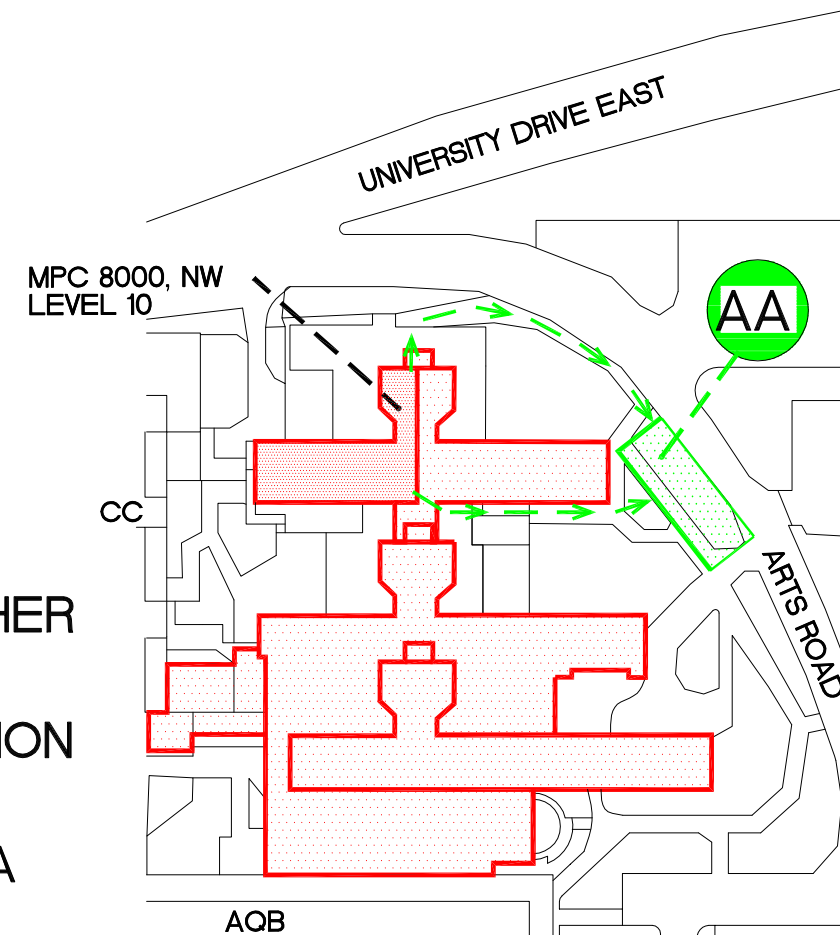 UNIVERSITY DRIVE EAST
MPC 8000, NW
LEVEL 10
AA
CC
ARTS ROAD
HER
ION
A
AQB